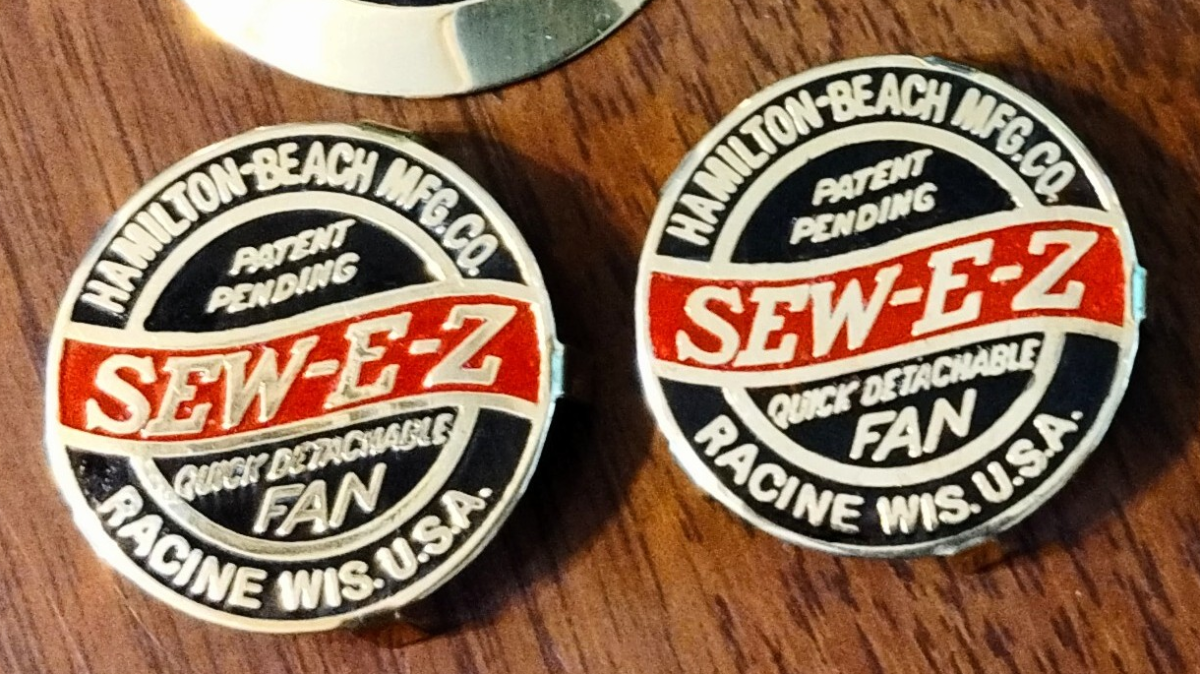 HAMILTON-BEACH MFG.CO.
PATENT
PENDING
SEW-E-Z
QUICK DETACHABLE
FAN
RACINE WIS. U.S.A.
HAMILTON-BEACH MFG.CO.
PATENT
PENDING
SEW-E-Z
QUICK DETACHABLE
FAN
RACINE WIS. U.S.A.